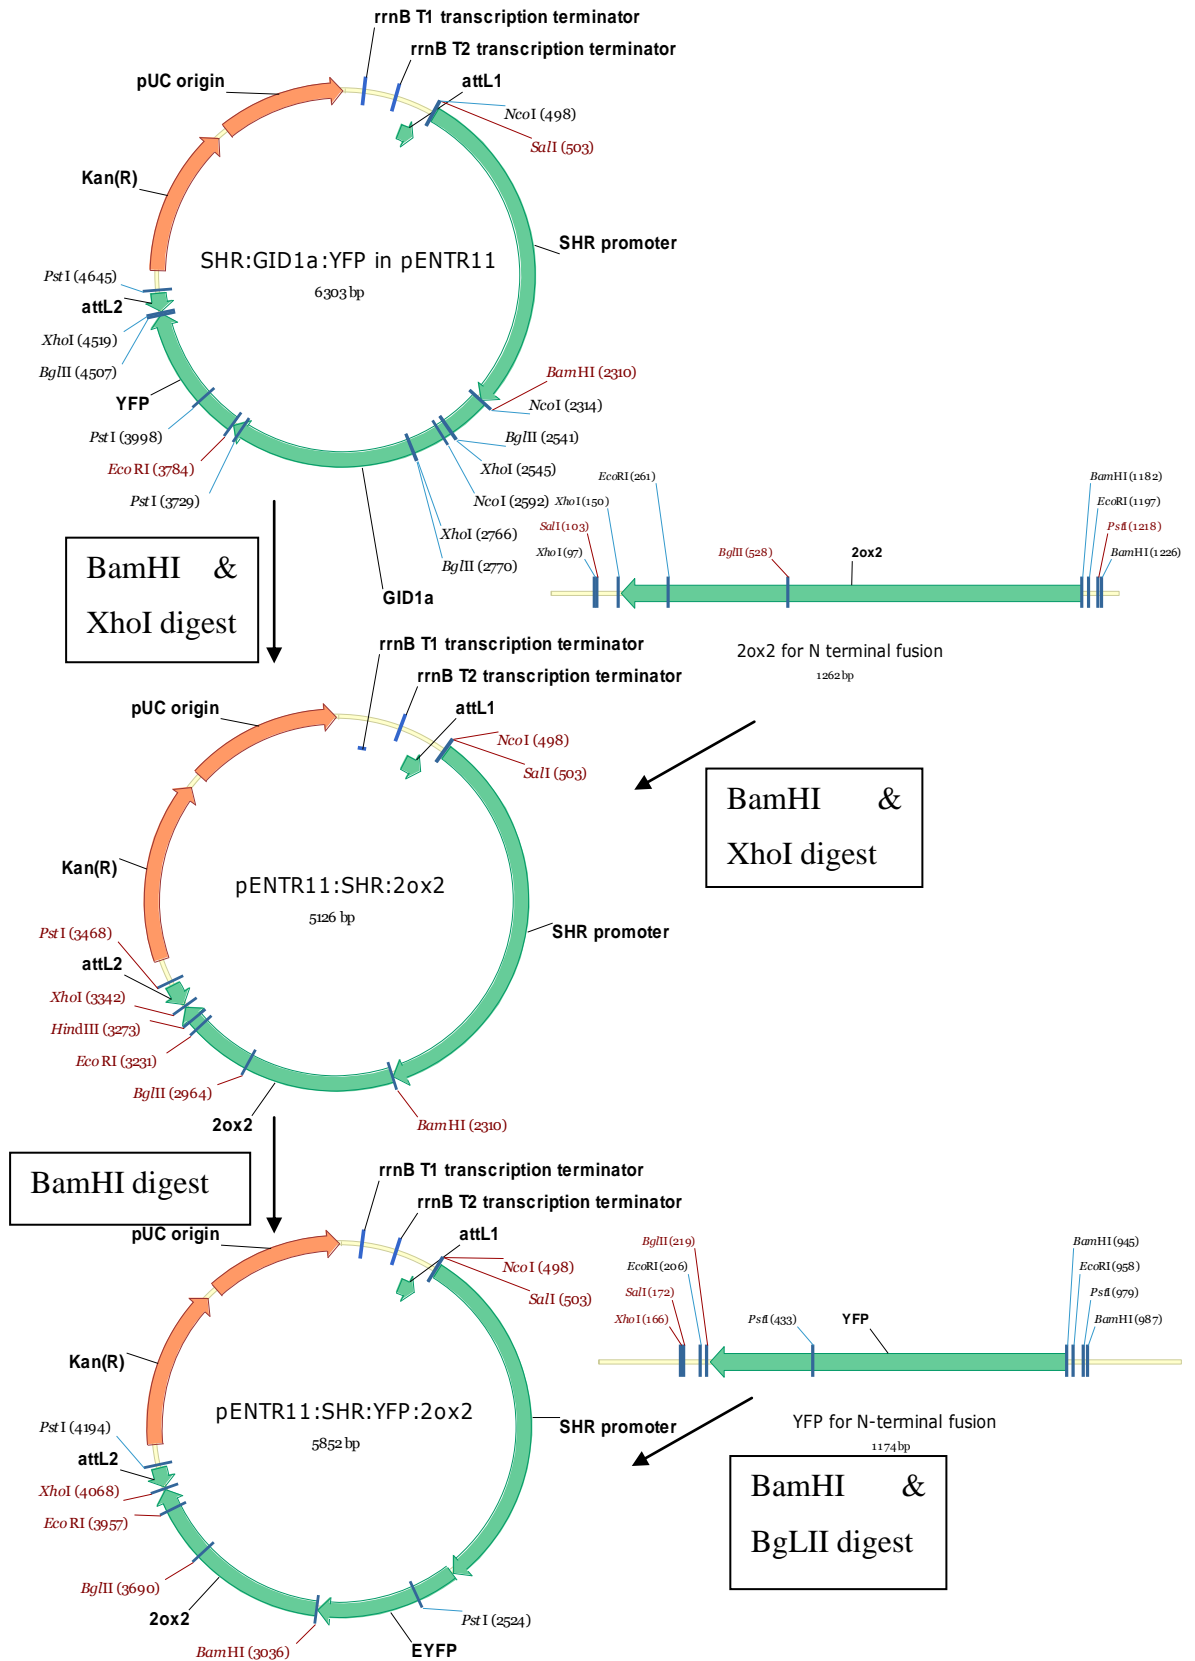 rrnB T1 transcription terminator
rrnB T2 transcription terminator
attL1
pUC origin
NcoI (498)
SalI (503)
Kan(R)
SHR promoter
SHR:GID1a:YFP in pENTR11
6303 bp
PstI (4645)
attL2
XhoI (4519)
BglII (4507)
YFP
PstI (3998)
EcoRI (3784)
PstI (3729)
BamHI (2310)
NcoI (2314)
BglII (2541)
XhoI (2545)
NcoI (2592)
XhoI (2766)
BglII (2770)
GID1a
EcoRI (261)
XhoI (150)
SalI (103)
XhoI (97)
BglII (528)
2ox2
BamHI (1182)
EcoRI (1197)
PstI (1218)
BamHI (1226)
2ox2 for N terminal fusion
1262 bp
BamHI &
XhoI digest
rrnB T1 transcription terminator
rrnB T2 transcription terminator
attL1
pUC origin
NcoI (498)
SalI (503)
BamHI &
XhoI digest
Kan(R)
pENTR11:SHR:2ox2
5126 bp
SHR promoter
PstI (3468)
attL2
XhoI (3342)
HindIII (3273)
EcoRI (3231)
BglII (2964)
2ox2
BamHI (2310)
BamHI digest
rrnB T1 transcription terminator
rrnB T2 transcription terminator
attL1
pUC origin
NcoI (498)
SalI (503)
Kan(R)
pENTR11:SHR:YFP:2ox2
5852 bp
SHR promoter
PstI (4194)
attL2
XhoI (4068)
EcoRI (3957)
BglII (3690)
2ox2
BamHI (3036)
EYFP
PstI (2524)
BglII (219)
EcoRI (206)
SalI (172)
XhoI (166)
PstI (433)
YFP
BamHI (945)
EcoRI (958)
PstI (979)
BamHI (987)
YFP for N-terminal fusion
1174 bp
BamHI &
BgLII digest